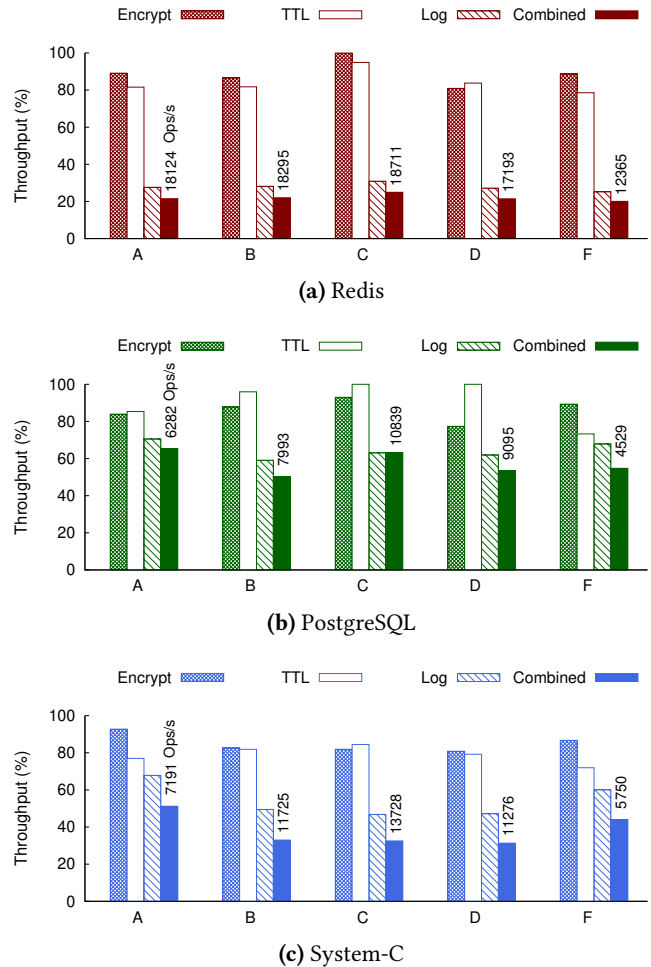 Encrypt TTL Log Combined
Throughput (%)
100
80
60
40
20
0
18124 Ops/s
18295
18711
17193
12365
A B C D F
(a) Redis
Encrypt TTL Log Combined
Throughput (%)
100
80
60
40
20
0
6282 Ops/s
7993
10839
9095
4529
A B C D F
(b) PostgreSQL
Encrypt TTL Log Combined
Throughput (%)
100
80
60
40
20
0
7191 Ops/s
11725
13728
11276
5750
A B C D F
(c) System-C